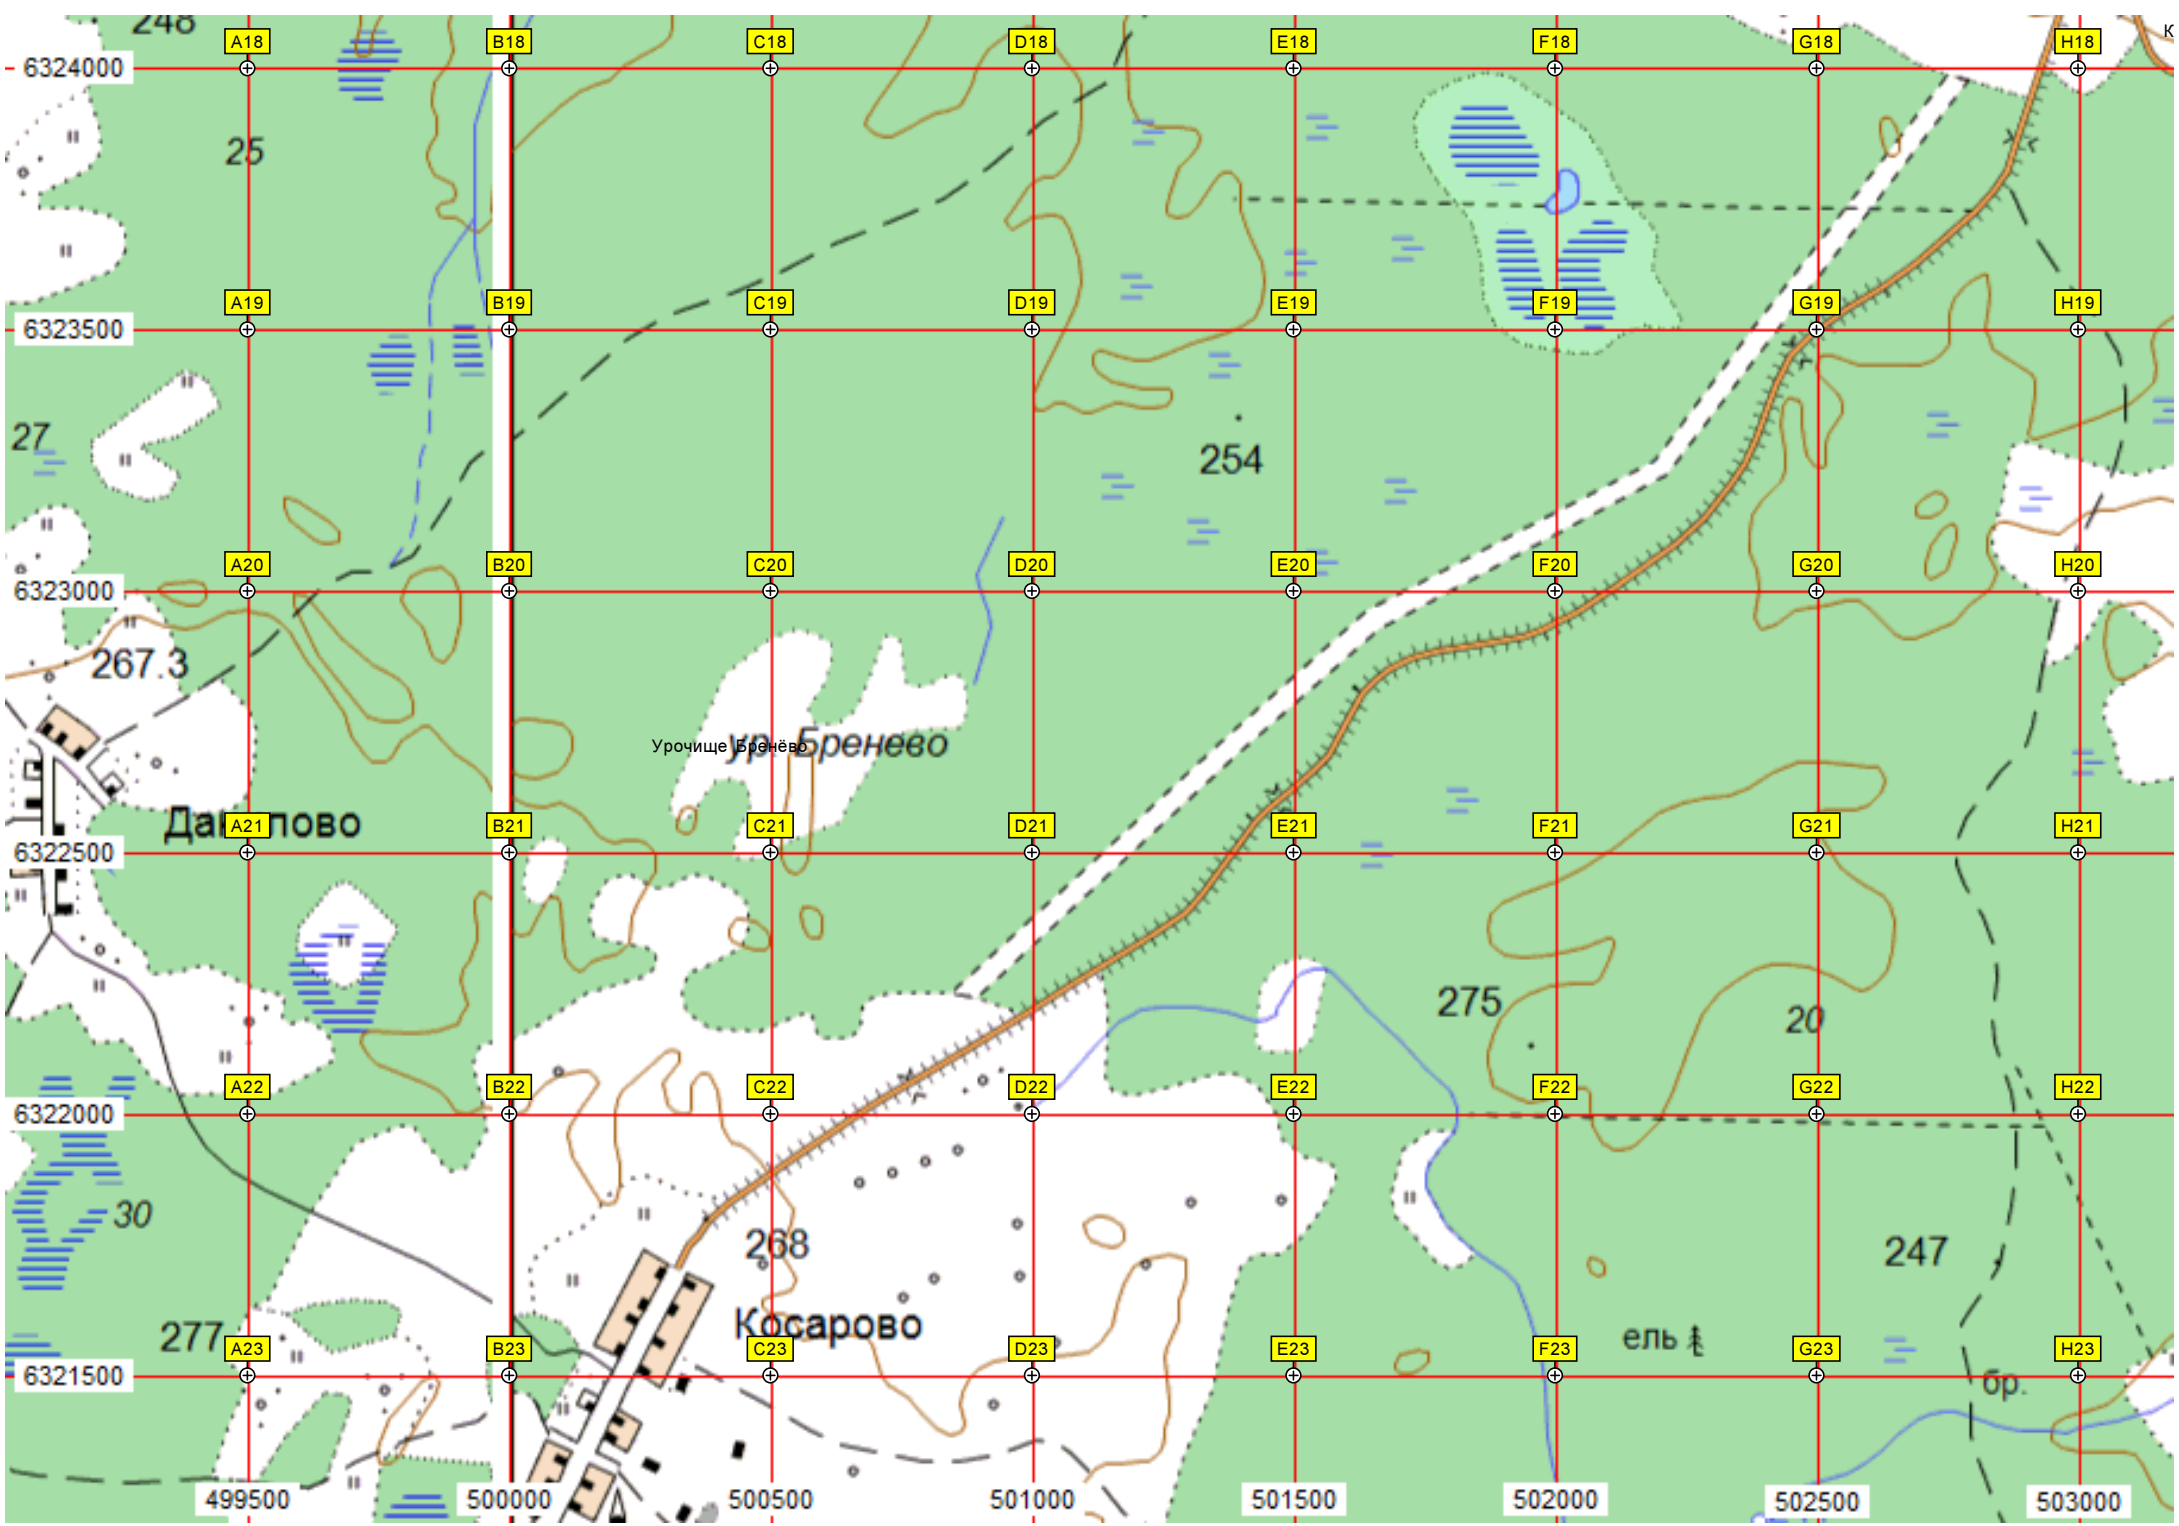 248
A18 B18 C18 D18 E18 F18 G18 H18
К
6324000
25
A19 B19 C19 D19 E19 F19 G19 H19
6323500
27
254
A20 B20 C20 D20 E20 F20 G20 H20
6323000
267.3
Урочище Бренёво
ур. Бренево
A21 B21 C21 D21 E21 F21 G21 H21
6322500
275
20
A22 B22 C22 D22 E22 F22 G22 H22
6322000
30
268
247
277
Косарово
ель
A23 B23 C23 D23 E23 F23 G23 H23
6321500
бр.
499500 500000 500500 501000 501500 502000 502500 503000